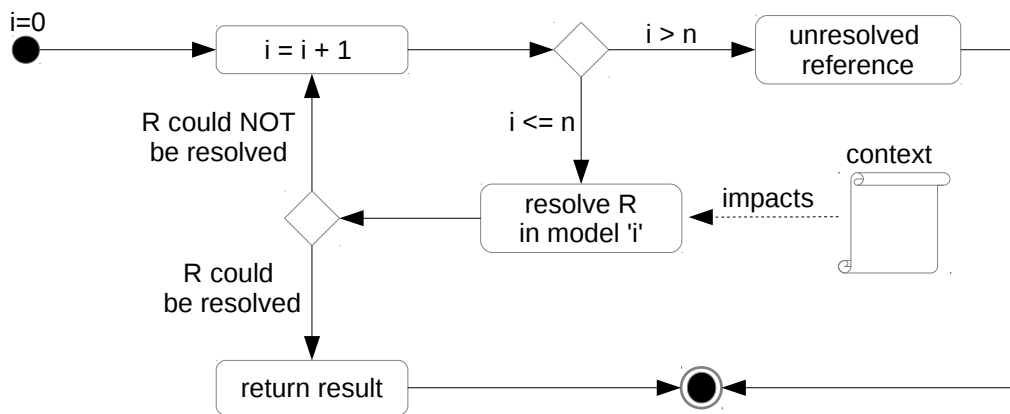 i=0
i = i + 1
i > n
unresolved
reference
R could NOT
be resolved
i <= n
context
resolve R
in model 'i'
impacts
R could
be resolved
return result